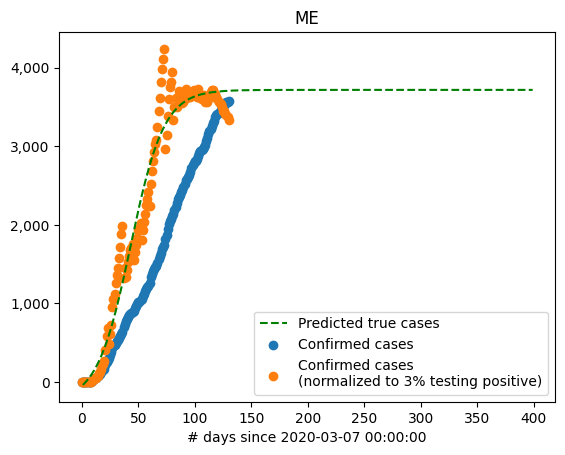 ME
4,000
3,000
2,000
1,000
0
Predicted true cases
Confirmed cases
Confirmed cases
(normalized to 3% testing positive)
0 50 100 150 200 250 300 350 400
# days since 2020-03-07 00:00:00